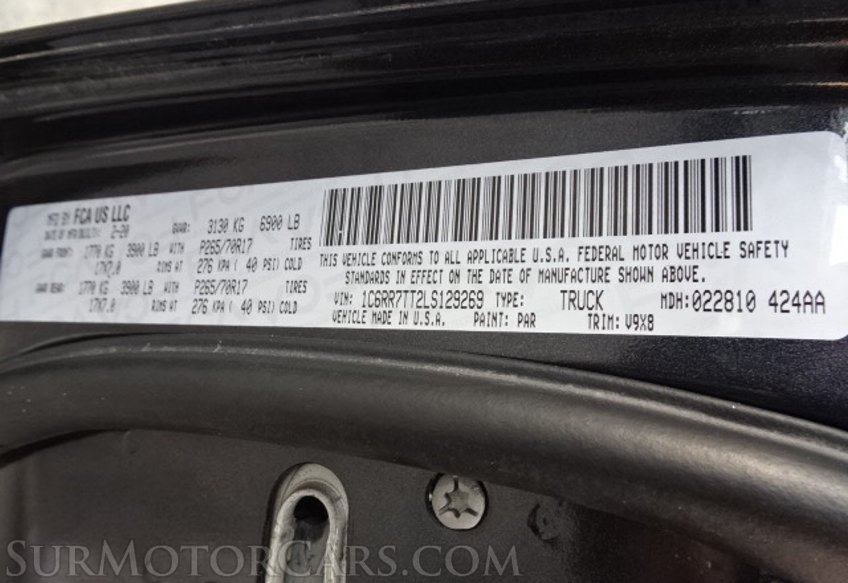 MFD BY FCA US LLC
DATE OF MFR/BUILT: 2-20 GVWR: 3130 KG 6900 LB
GAWR FRONT: 1770 KG 3900 LB WITH P265/70R17 TIRES
17X7.0 RIMS AT 276 KPA ( 40 PSI) COLD
GAWR REAR: 1770 KG 3900 LB WITH P265/70R17 TIRES
17X7.0 RIMS AT 276 KPA ( 40 PSI) COLD
THIS VEHICLE CONFORMS TO ALL APPLICABLE U.S.A. FEDERAL MOTOR VEHICLE SAFETY
STANDARDS IN EFFECT ON THE DATE OF MANUFACTURE SHOWN ABOVE.
VIN: 1C6RR7TT2LS129269 TYPE: TRUCK MDH: 022810 424AA
VEHICLE MADE IN U.S.A. PAINT: PAR TRIM: V9X8
SURMOTORCARS.COM